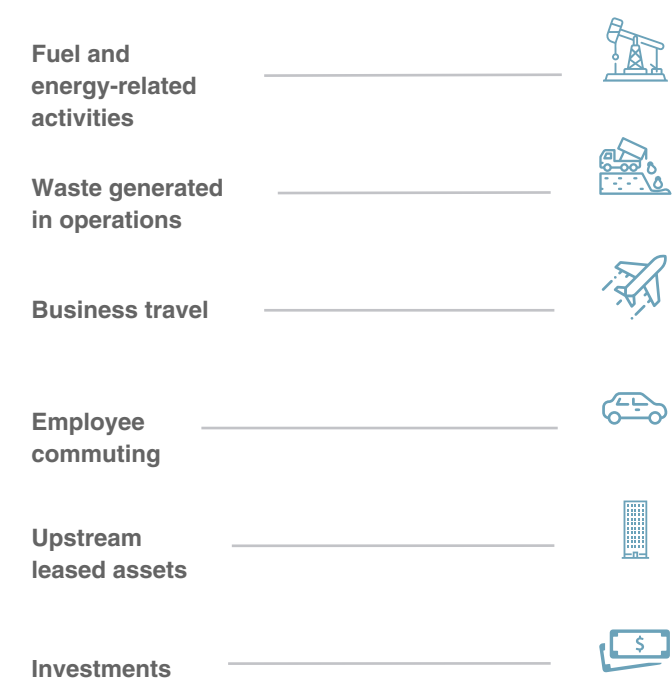 Fuel and
energy-related
activities
Waste generated
in operations
Business travel
Employee
commuting
Upstream
leased assets
Investments
$